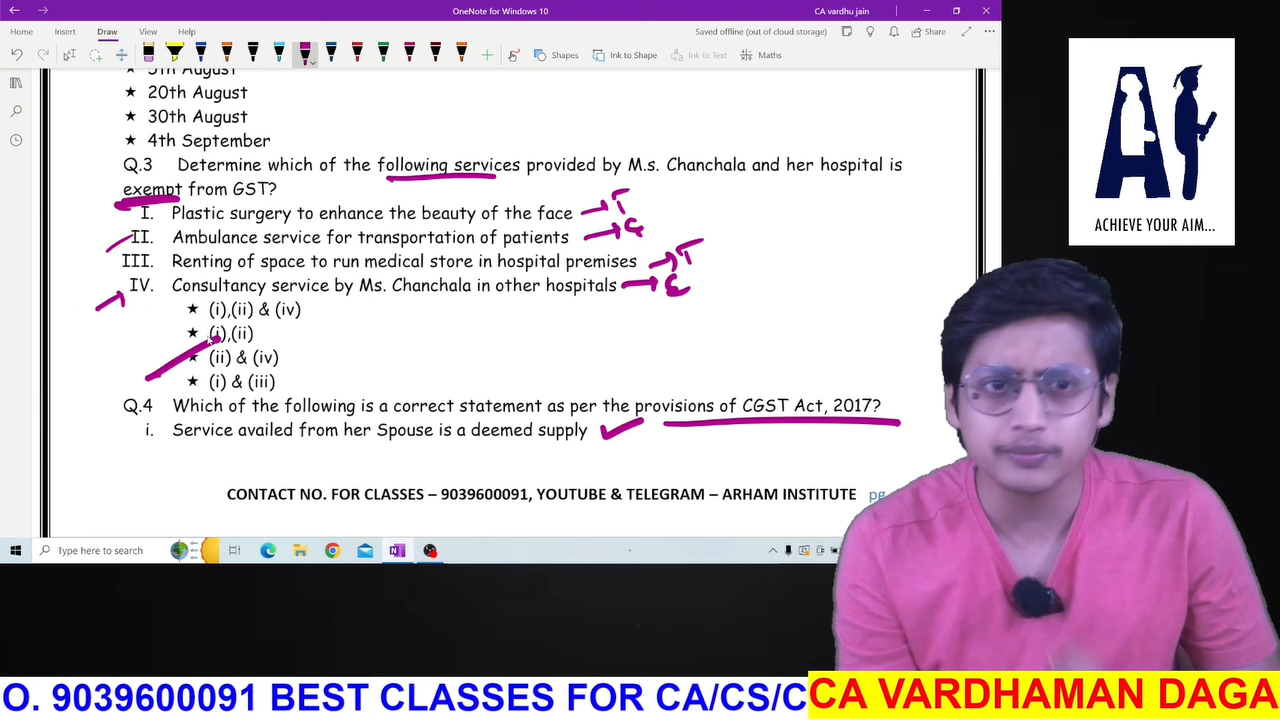 OneNote for Windows 10
CA vardhu jain
Home Insert Draw View Help
Saved offline (out of cloud storage)
Share
Shapes Ink to Shape Ink to Text Maths
5th August
★ 20th August
★ 30th August
★ 4th September
Q.3 Determine which of the following services provided by M.s. Chanchala and her hospital is
exempt from GST?
I. Plastic surgery to enhance the beauty of the face → T
II. Ambulance service for transportation of patients → E
III. Renting of space to run medical store in hospital premises → T
IV. Consultancy service by Ms. Chanchala in other hospitals → E
★ (i),(ii) & (iv)
★ (i),(ii)
★ (ii) & (iv)
★ (i) & (iii)
Q.4 Which of the following is a correct statement as per the provisions of CGST Act, 2017?
i. Service availed from her Spouse is a deemed supply
CONTACT NO. FOR CLASSES – 9039600091, YOUTUBE & TELEGRAM – ARHAM INSTITUTE pg
Type here to search
AI
ACHIEVE YOUR AIM...
O. 9039600091 BEST CLASSES FOR CA/CS/C
CA VARDHAMAN DAGA